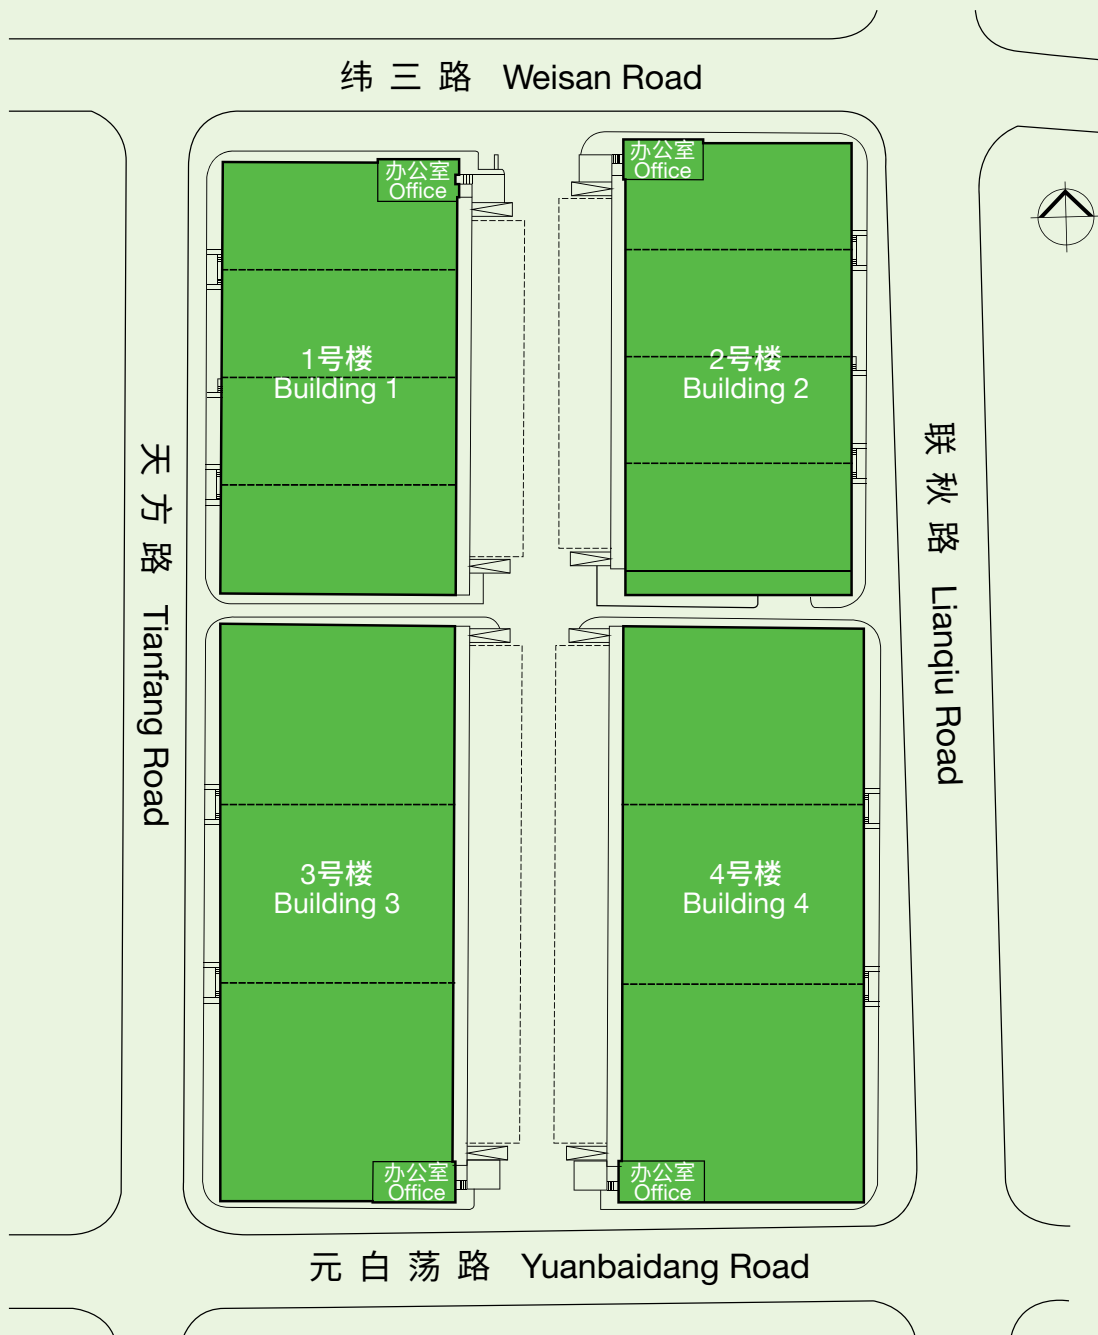 纬三路 Weisan Road
办公室
Office
办公室
Office
1号楼
Building 1
2号楼
Building 2
天方路 Tianfang Road
联秋路 Lianqiu Road
3号楼
Building 3
4号楼
Building 4
办公室
Office
办公室
Office
元白荡路 Yuanbaidang Road